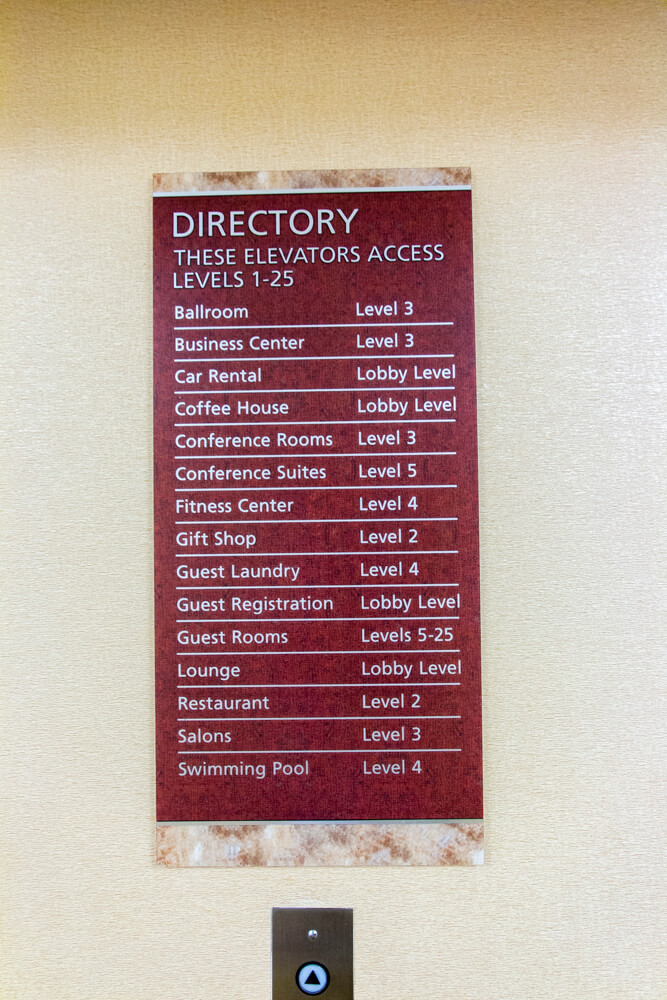 DIRECTORY
THESE ELEVATORS ACCESS
LEVELS 1-25
Ballroom Level 3
Business Center Level 3
Car Rental Lobby Level
Coffee House Lobby Level
Conference Rooms Level 3
Conference Suites Level 5
Fitness Center Level 4
Gift Shop Level 2
Guest Laundry Level 4
Guest Registration Lobby Level
Guest Rooms Levels 5-25
Lounge Lobby Level
Restaurant Level 2
Salons Level 3
Swimming Pool Level 4